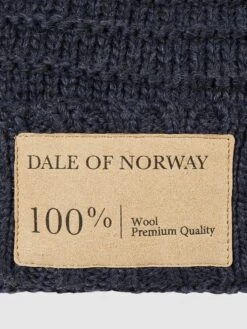 DALE OF NORWAY
100% | Wool
Premium Quality